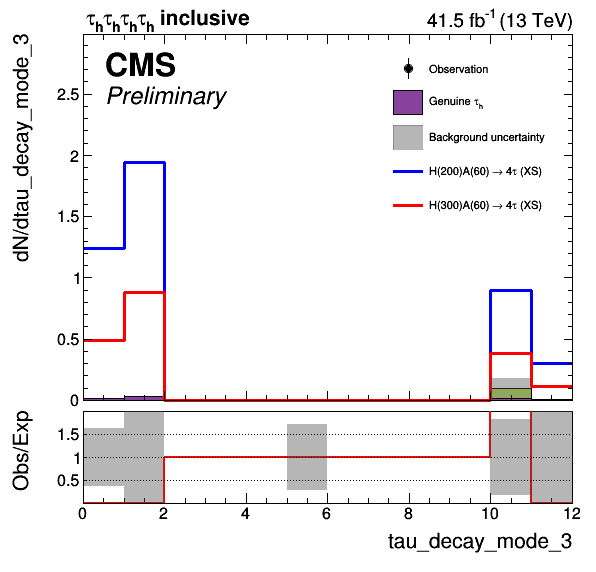 τhτhτhτh inclusive
41.5 fb-1 (13 TeV)
CMS
Preliminary
Observation
Genuine τh
Background uncertainty
H(200)A(60) → 4τ (XS)
H(300)A(60) → 4τ (XS)
dN/dtau_decay_mode_3
2.5
2
1.5
1
0.5
0
Obs/Exp
1.5
1
0.5
0 2 4 6 8 10 12
tau_decay_mode_3